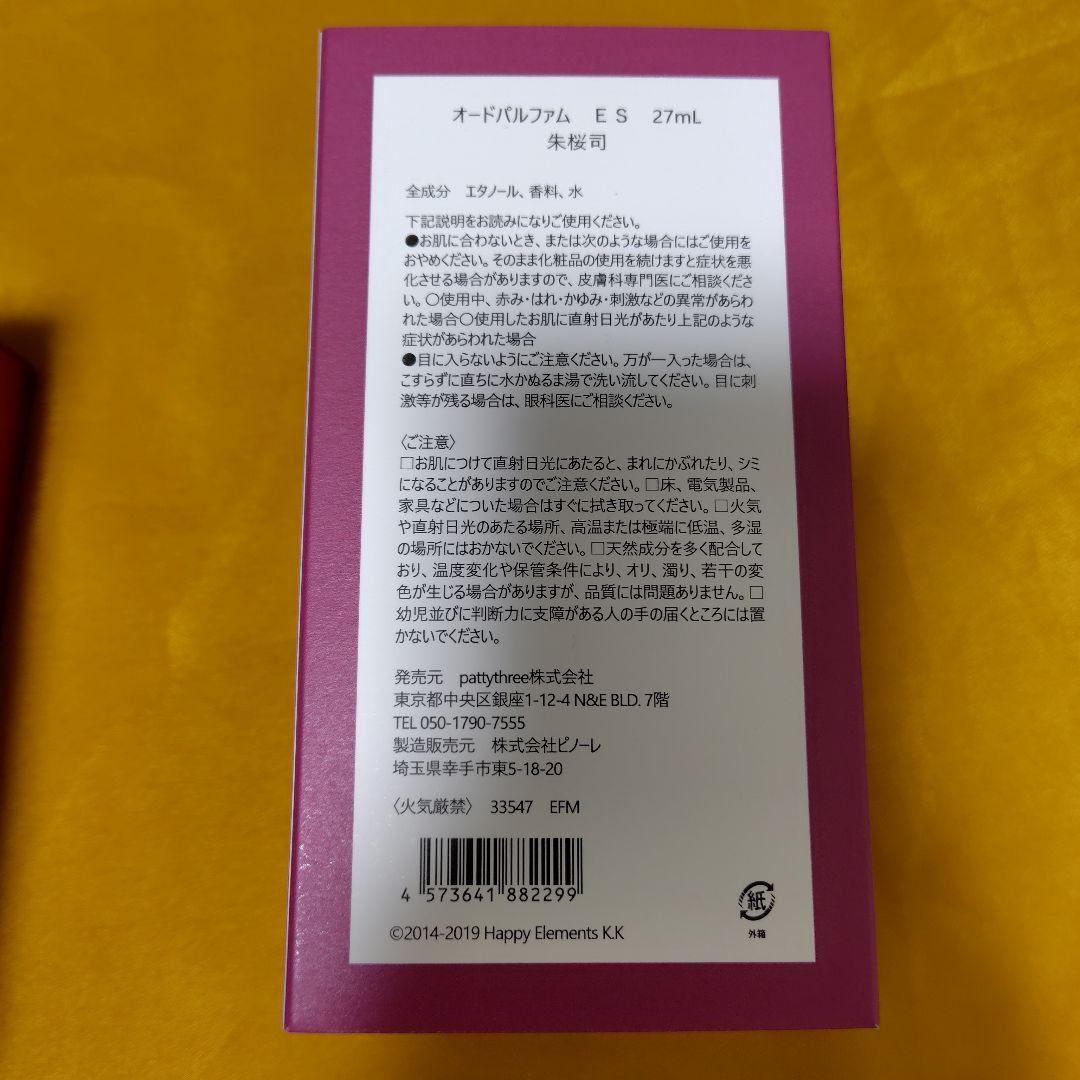 オードパルファム　ＥＳ　27mL
朱桜司
全成分　エタノール、香料、水
下記説明をお読みになりご使用ください。
●お肌に合わないとき、または次のような場合にはご使用を
おやめください。そのまま化粧品の使用を続けますと症状を悪
化させる場合がありますので、皮膚科専門医にご相談くださ
い。〇使用中、赤み・はれ・かゆみ・刺激などの異常があらわ
れた場合〇使用したお肌に直射日光があたり上記のような
症状があらわれた場合
●目に入らないようにご注意ください。万が一入った場合は、
こすらずに直ちに水かぬるま湯で洗い流してください。目に刺
激等が残る場合は、眼科医にご相談ください。
〈ご注意〉
□お肌につけて直射日光にあたると、まれにかぶれたり、シミ
になることがありますのでご注意ください。□床、電気製品、
家具などについた場合はすぐに拭き取ってください。□火気
や直射日光のあたる場所、高温または極端に低温、多湿
の場所にはおかないでください。□天然成分を多く配合して
おり、温度変化や保管条件により、オリ、濁り、若干の変
色が生じる場合がありますが、品質には問題ありません。□
幼児並びに判断力に支障がある人の手の届くところには置
かないでください。
発売元　pattythree株式会社
東京都中央区銀座1-12-4 N&E BLD. 7階
TEL 050-1790-7555
製造販売元　株式会社ピノーレ
埼玉県幸手市東5-18-20
〈火気厳禁〉　33547　EFM
4 573641 882299
紙
外箱
©2014-2019 Happy Elements K.K